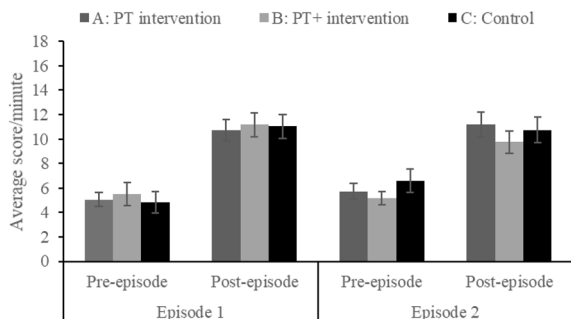 A: PT intervention B: PT+ intervention C: Control
Average score/minute
18
16
14
12
10
8
6
4
2
0
Pre-episode Post-episode Pre-episode Post-episode
Episode 1 Episode 2